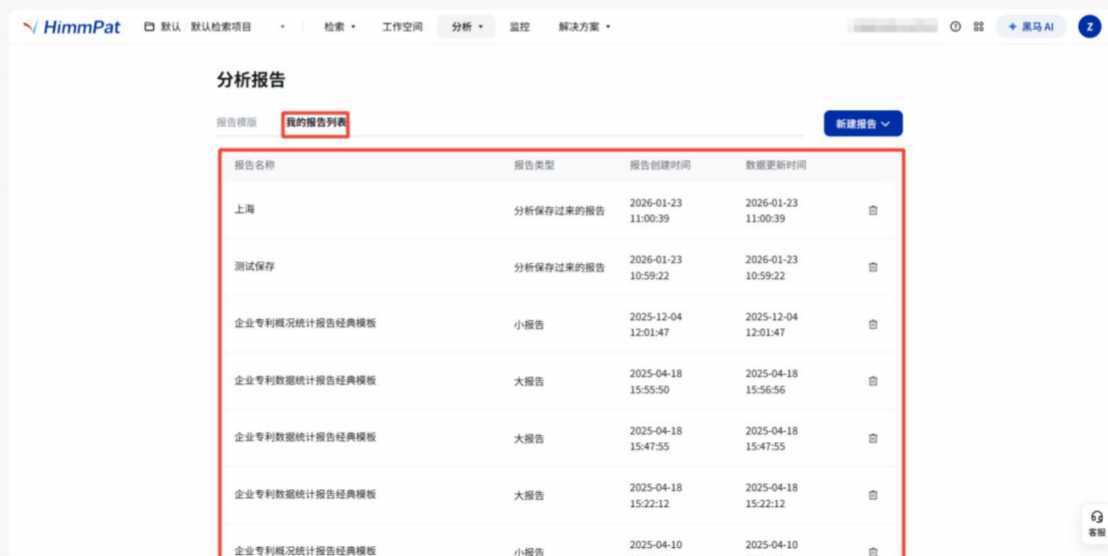 HimmPat 默认 默认检索项目 检索 工作空间 分析 监控 解决方案 黑马 AI Z
分析报告
报告模版 我的报告列表 新建报告
报告名称 报告类型 报告创建时间 数据更新时间
上海 分析保存过来的报告 2026-01-23 11:00:39 2026-01-23 11:00:39
测试保存 分析保存过来的报告 2026-01-23 10:59:22 2026-01-23 10:59:22
企业专利概况统计报告经典模板 小报告 2025-12-04 12:01:47 2025-12-04 12:01:47
企业专利数据统计报告经典模板 大报告 2025-04-18 15:55:50 2025-04-18 15:56:56
企业专利数据统计报告经典模板 大报告 2025-04-18 15:47:55 2025-04-18 15:47:55
企业专利数据统计报告经典模板 大报告 2025-04-18 15:22:12 2025-04-18 15:22:12
企业专利概况统计报告经典模板 小报告 2025-04-10 2025-04-10
客服